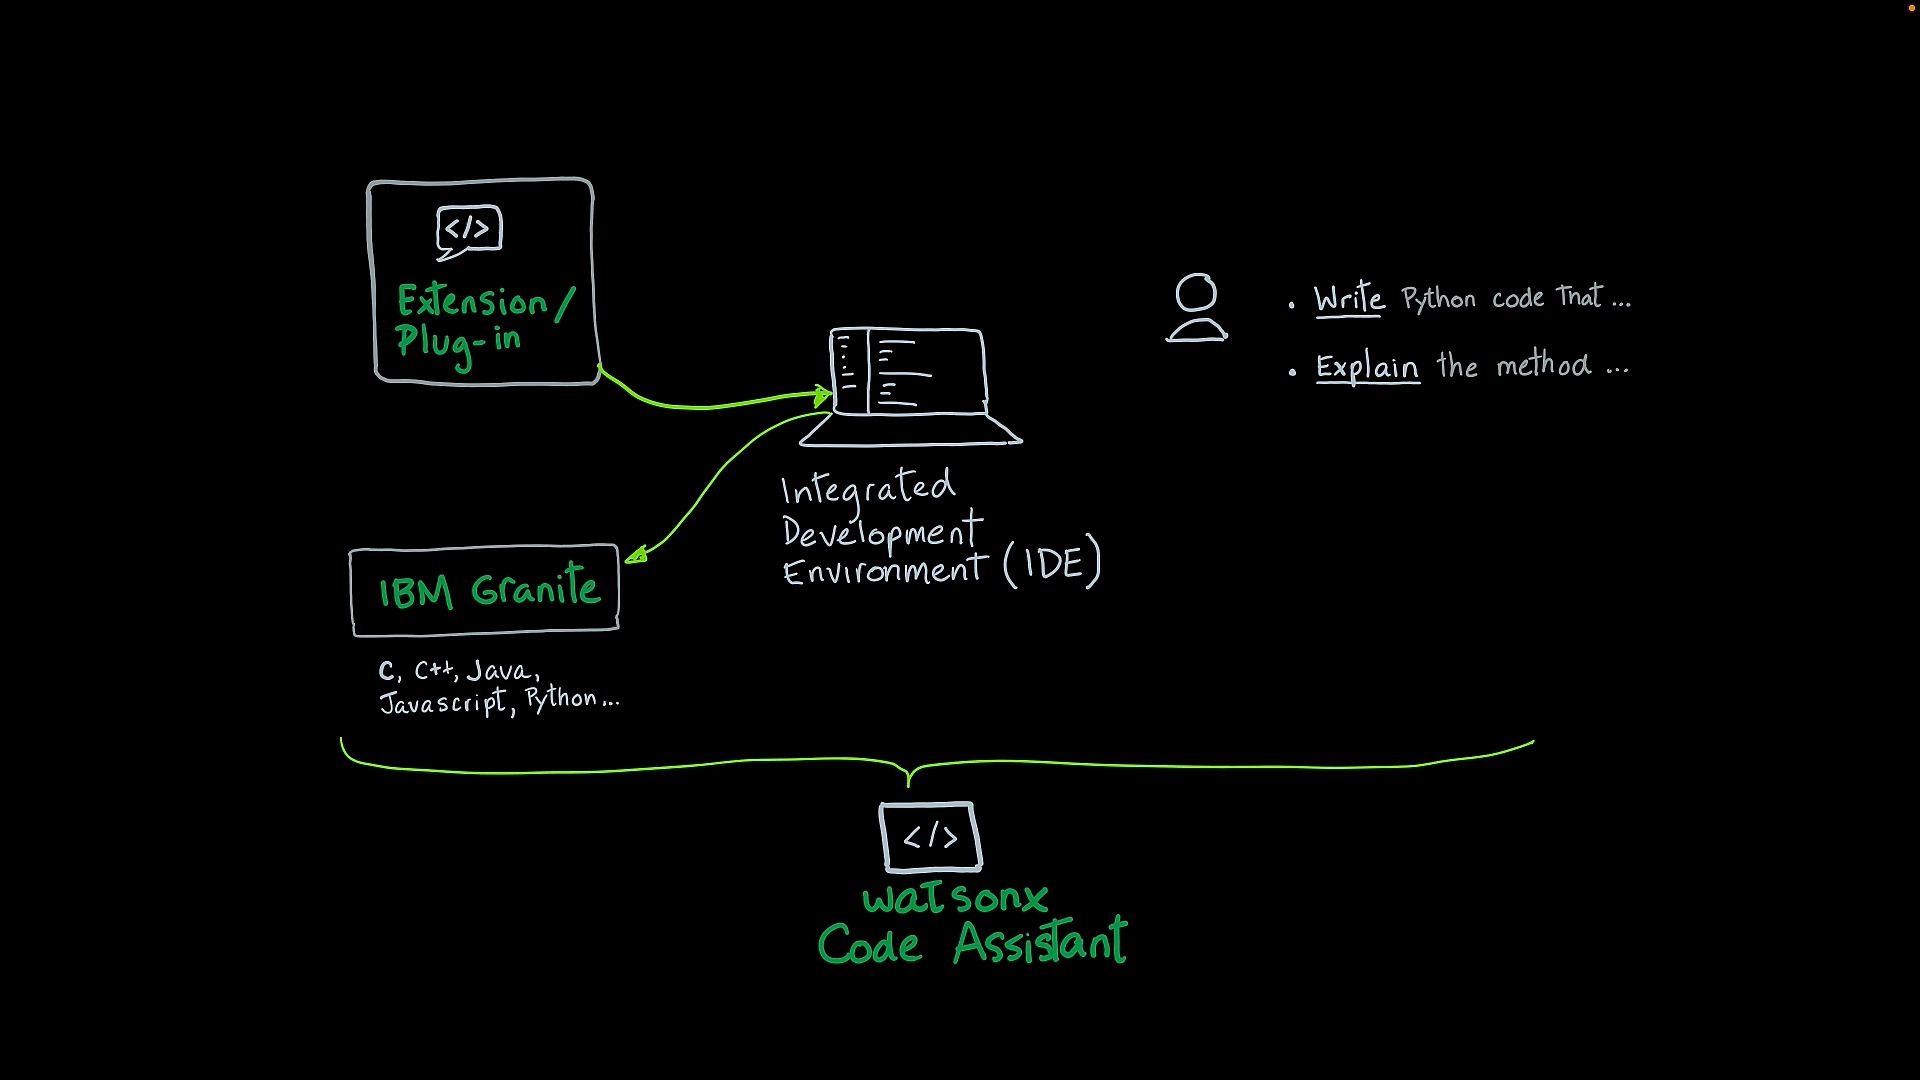 </>
Extension/
Plug-in
• Write Python code that ...
• Explain the method ...
Integrated
Development
Environment (IDE)
IBM Granite
C, C++, Java,
Javascript, Python...
</>
watsonx
Code Assistant